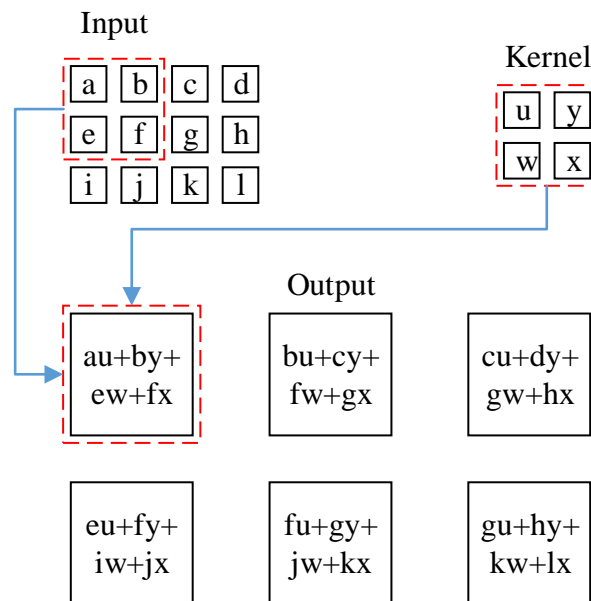 Input
Kernel
a b c d
e f g h
i j k l
u y
w x
Output
au+by+
ew+fx
bu+cy+
fw+gx
cu+dy+
gw+hx
eu+fy+
iw+jx
fu+gy+
jw+kx
gu+hy+
kw+lx